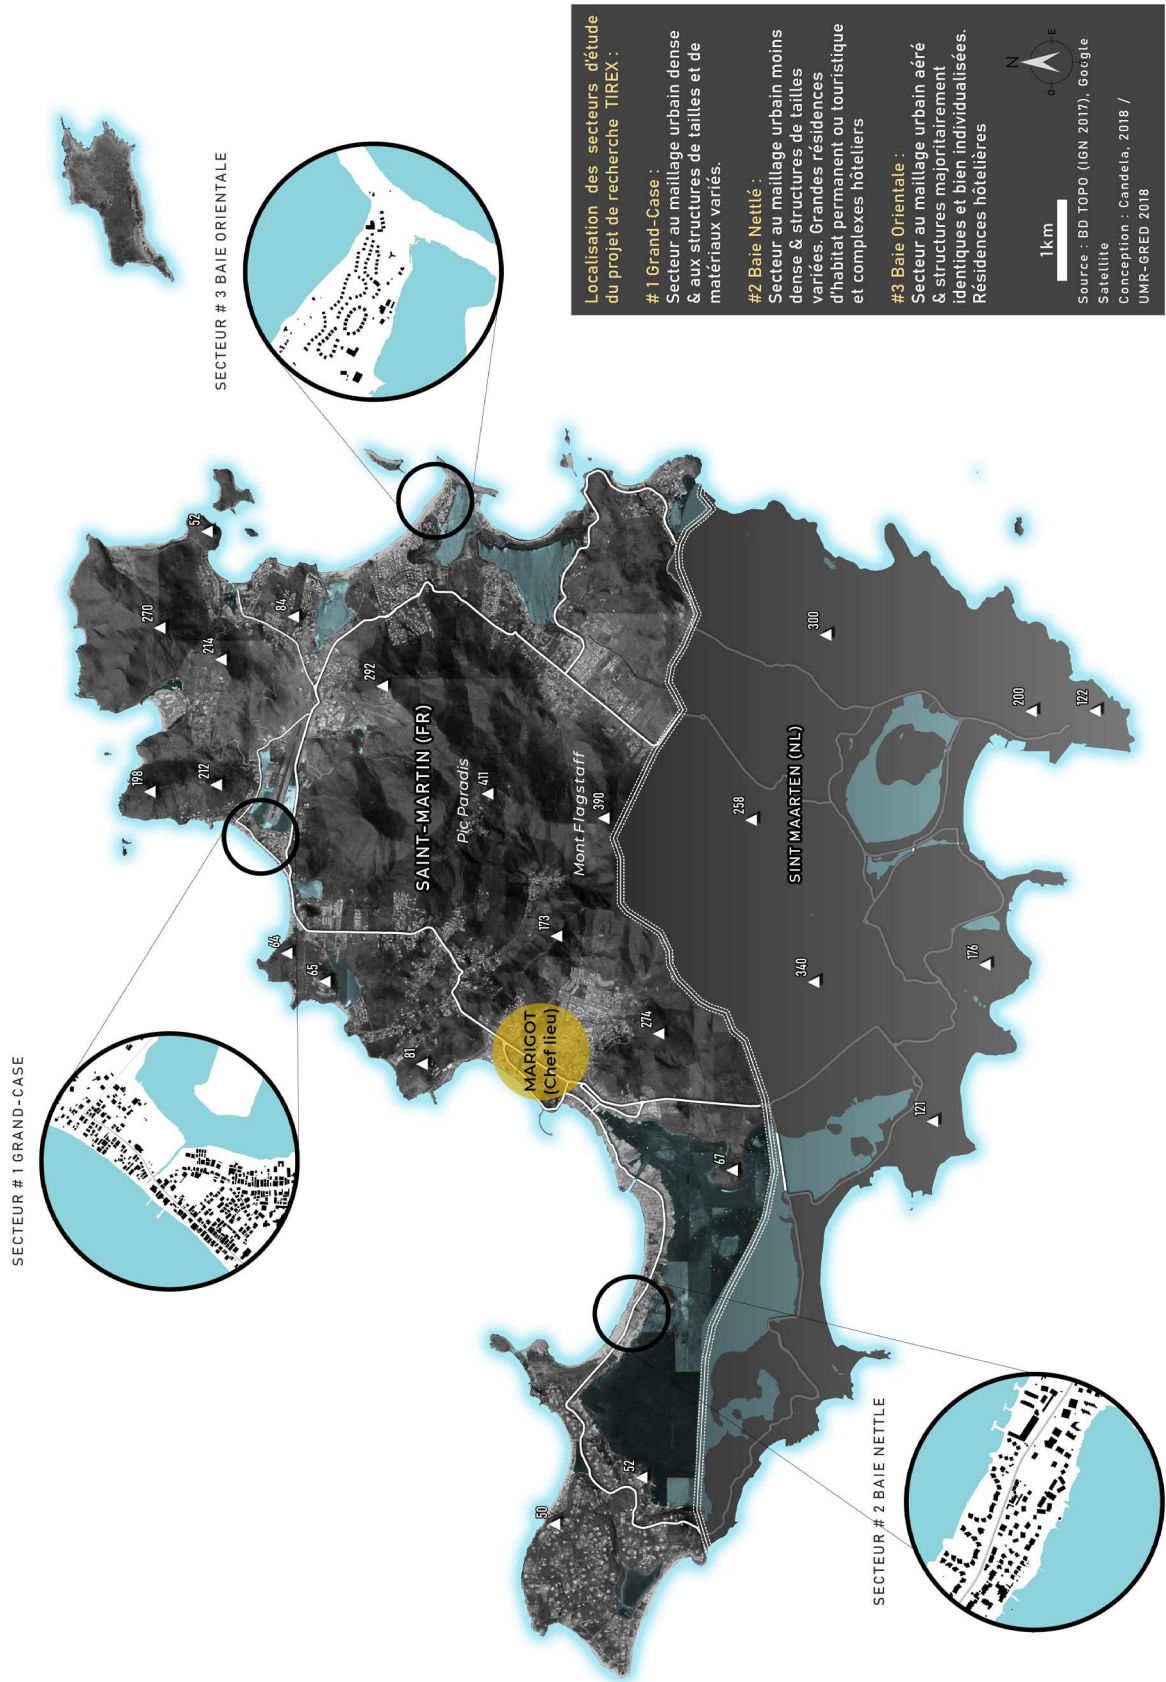 SECTEUR # 1 GRAND-CASE
SECTEUR # 3 BAIE ORIENTALE
SECTEUR # 2 BAIE NETTLE
198
212
270
214
52
84
64
65
81
292
SAINT-MARTIN (FR)
Pic Paradis
411
Mont Flagstaff
390
173
MARIGOT
(Chef lieu)
274
67
50
52
300
258
SINT MAARTEN (NL)
340
200
122
176
121
Localisation des secteurs d'étude
du projet de recherche TIREX :
# 1 Grand-Case :
Secteur au maillage urbain dense
& aux structures de tailles et de
matériaux variés.
#2 Baie Nettlé :
Secteur au maillage urbain moins
dense & structures de tailles
variées. Grandes résidences
d'habitat permanent ou touristique
et complexes hôteliers
#3 Baie Orientale :
Secteur au maillage urbain aéré
& structures majoritairement
identiques et bien individualisées.
Résidences hôtelières
1km
N
O
E
Source : BD TOPO (IGN 2017), Google
Satellite
Conception : Candela, 2018 /
UMR-GRED 2018